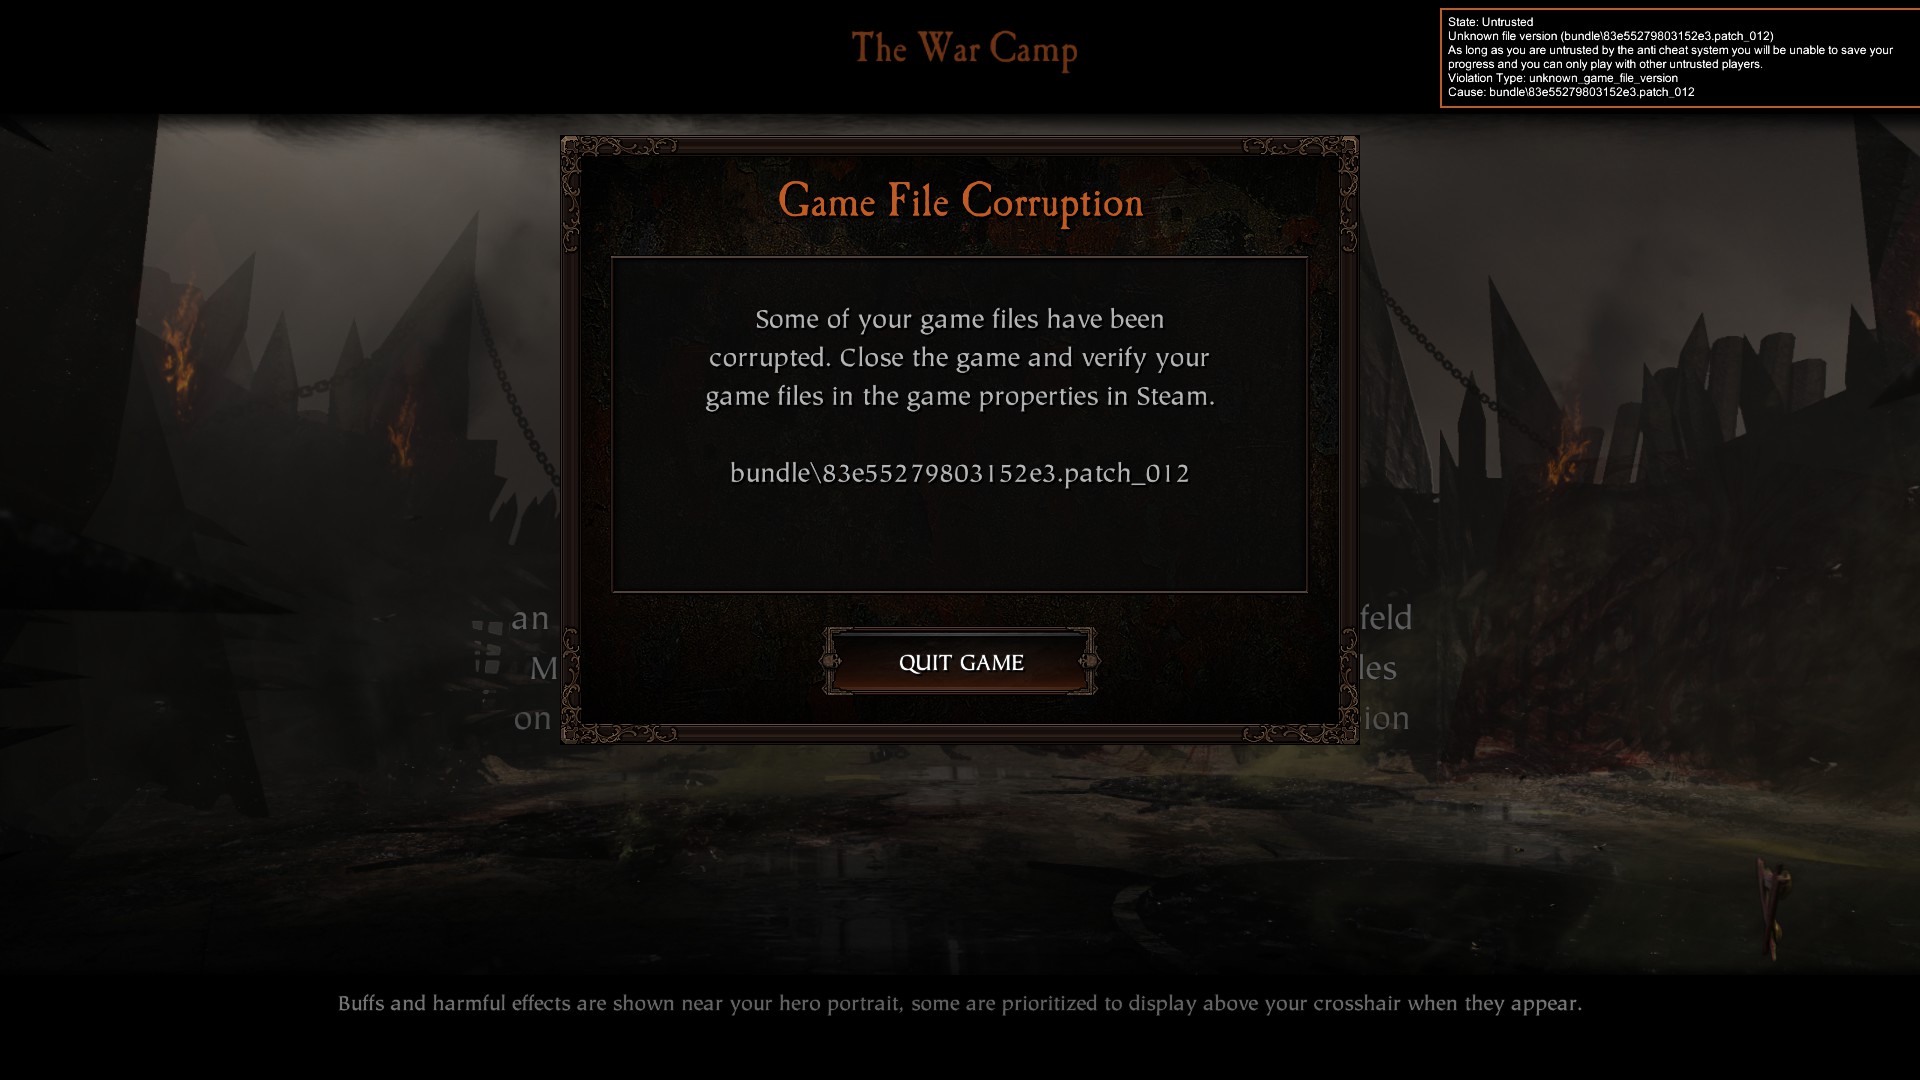 The War Camp
State: Untrusted
Unknown file version (bundle\83e55279803152e3.patch_012)
As long as you are untrusted by the anti cheat system you will be unable to save your
progress and you can only play with other untrusted players.
Violation Type: unknown_game_file_version
Cause: bundle\83e55279803152e3.patch_012
Game File Corruption
Some of your game files have been
corrupted. Close the game and verify your
game files in the game properties in Steam.
bundle\83e55279803152e3.patch_012
an feld
M les
on ion
QUIT GAME
Buffs and harmful effects are shown near your hero portrait, some are prioritized to display above your crosshair when they appear.